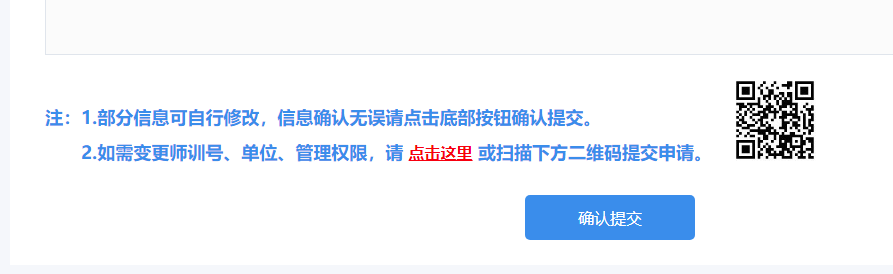 注：1.部分信息可自行修改，信息确认无误请点击底部按钮确认提交。
2.如需变更师训号、单位、管理权限，请 点击这里 或扫描下方二维码提交申请。
确认提交